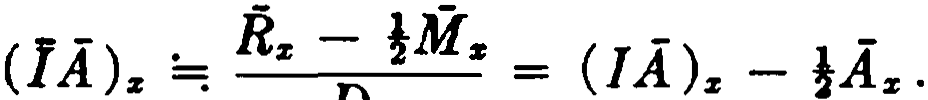 (ĪĀ)ₓ ≒ (R̄ₓ − ½M̄ₓ) / D = (IĀ)ₓ − ½Āₓ.